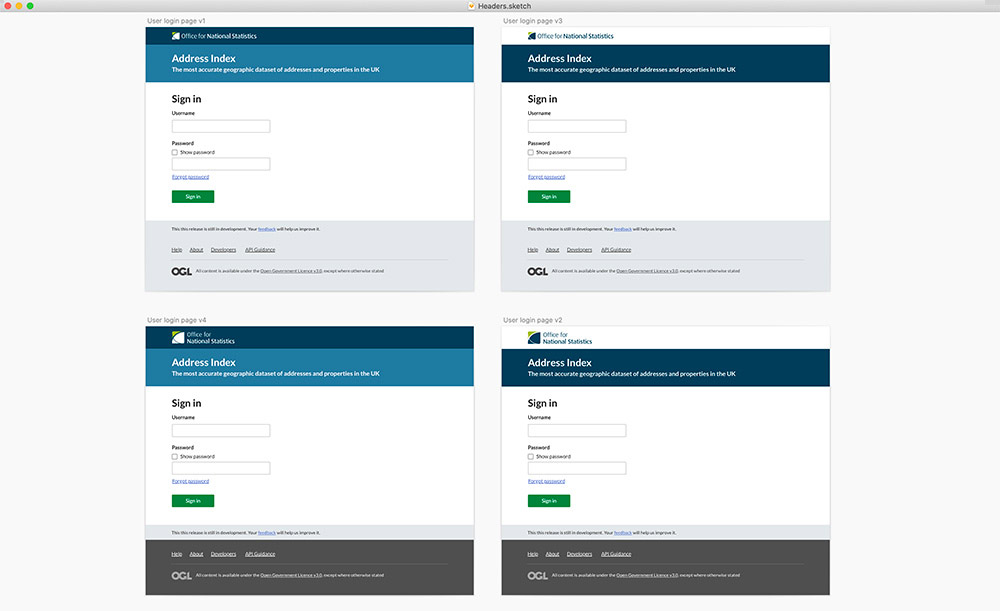 Headers.sketch
User login page v1
Office for National Statistics
Address Index
The most accurate geographic dataset of addresses and properties in the UK
Sign in
Username
Password
Show password
Forgot password
Sign in
This this release is still in development. Your feedback will help us improve it.
Help About Developers API Guidance
OGL All content is available under the Open Government Licence v3.0, except where otherwise stated
User login page v3
Office for National Statistics
Address Index
The most accurate geographic dataset of addresses and properties in the UK
Sign in
Username
Password
Show password
Forgot password
Sign in
This this release is still in development. Your feedback will help us improve it.
Help About Developers API Guidance
OGL All content is available under the Open Government Licence v3.0, except where otherwise stated
User login page v4
Office for
National Statistics
Address Index
The most accurate geographic dataset of addresses and properties in the UK
Sign in
Username
Password
Show password
Forgot password
Sign in
This this release is still in development. Your feedback will help us improve it.
Help About Developers API Guidance
OGL All content is available under the Open Government Licence v3.0, except where otherwise stated
User login page v2
Office for
National Statistics
Address Index
The most accurate geographic dataset of addresses and properties in the UK
Sign in
Username
Password
Show password
Forgot password
Sign in
This this release is still in development. Your feedback will help us improve it.
Help About Developers API Guidance
OGL All content is available under the Open Government Licence v3.0, except where otherwise stated